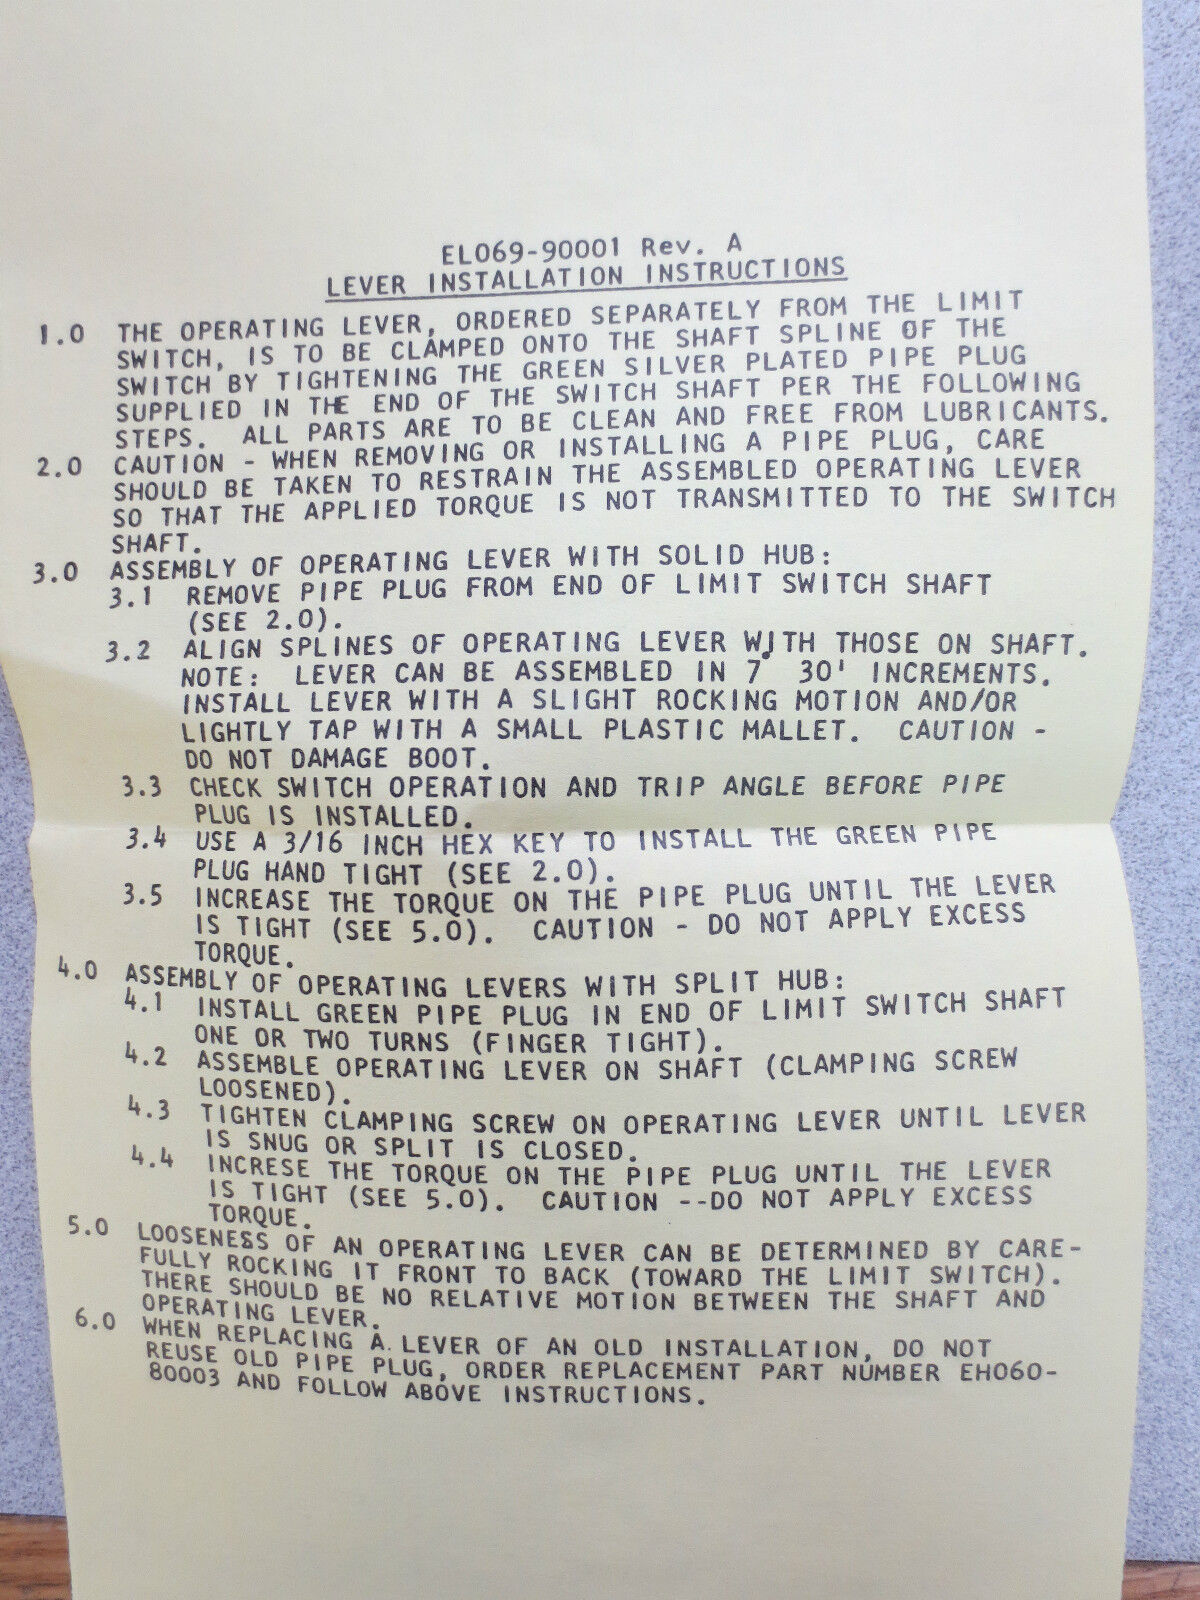 EL069-90001 Rev. A
LEVER INSTALLATION INSTRUCTIONS
1.0 THE OPERATING LEVER, ORDERED SEPARATELY FROM THE LIMIT
SWITCH, IS TO BE CLAMPED ONTO THE SHAFT SPLINE OF THE
SWITCH BY TIGHTENING THE GREEN SILVER PLATED PIPE PLUG
SUPPLIED IN THE END OF THE SWITCH SHAFT PER THE FOLLOWING
STEPS. ALL PARTS ARE TO BE CLEAN AND FREE FROM LUBRICANTS.
2.0 CAUTION - WHEN REMOVING OR INSTALLING A PIPE PLUG, CARE
SHOULD BE TAKEN TO RESTRAIN THE ASSEMBLED OPERATING LEVER
SO THAT THE APPLIED TORQUE IS NOT TRANSMITTED TO THE SWITCH
SHAFT.
3.0 ASSEMBLY OF OPERATING LEVER WITH SOLID HUB:
3.1 REMOVE PIPE PLUG FROM END OF LIMIT SWITCH SHAFT
(SEE 2.0).
3.2 ALIGN SPLINES OF OPERATING LEVER WITH THOSE ON SHAFT.
NOTE: LEVER CAN BE ASSEMBLED IN 7° 30' INCREMENTS.
INSTALL LEVER WITH A SLIGHT ROCKING MOTION AND/OR
LIGHTLY TAP WITH A SMALL PLASTIC MALLET. CAUTION -
DO NOT DAMAGE BOOT.
3.3 CHECK SWITCH OPERATION AND TRIP ANGLE BEFORE PIPE
PLUG IS INSTALLED.
3.4 USE A 3/16 INCH HEX KEY TO INSTALL THE GREEN PIPE
PLUG HAND TIGHT (SEE 2.0).
3.5 INCREASE THE TORQUE ON THE PIPE PLUG UNTIL THE LEVER
IS TIGHT (SEE 5.0). CAUTION - DO NOT APPLY EXCESS
TORQUE.
4.0 ASSEMBLY OF OPERATING LEVERS WITH SPLIT HUB:
4.1 INSTALL GREEN PIPE PLUG IN END OF LIMIT SWITCH SHAFT
ONE OR TWO TURNS (FINGER TIGHT).
4.2 ASSEMBLE OPERATING LEVER ON SHAFT (CLAMPING SCREW
LOOSENED).
4.3 TIGHTEN CLAMPING SCREW ON OPERATING LEVER UNTIL LEVER
IS SNUG OR SPLIT IS CLOSED.
4.4 INCRESE THE TORQUE ON THE PIPE PLUG UNTIL THE LEVER
IS TIGHT (SEE 5.0). CAUTION --DO NOT APPLY EXCESS
TORQUE.
5.0 LOOSENESS OF AN OPERATING LEVER CAN BE DETERMINED BY CARE-
FULLY ROCKING IT FRONT TO BACK (TOWARD THE LIMIT SWITCH).
THERE SHOULD BE NO RELATIVE MOTION BETWEEN THE SHAFT AND
OPERATING LEVER.
6.0 WHEN REPLACING A LEVER OF AN OLD INSTALLATION, DO NOT
REUSE OLD PIPE PLUG, ORDER REPLACEMENT PART NUMBER EH060-
80003 AND FOLLOW ABOVE INSTRUCTIONS.